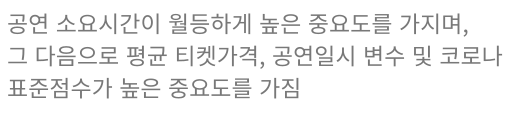 공연 소요시간이 월등하게 높은 중요도를 가지며,
그 다음으로 평균 티켓가격, 공연일시 변수 및 코로나
표준점수가 높은 중요도를 가짐